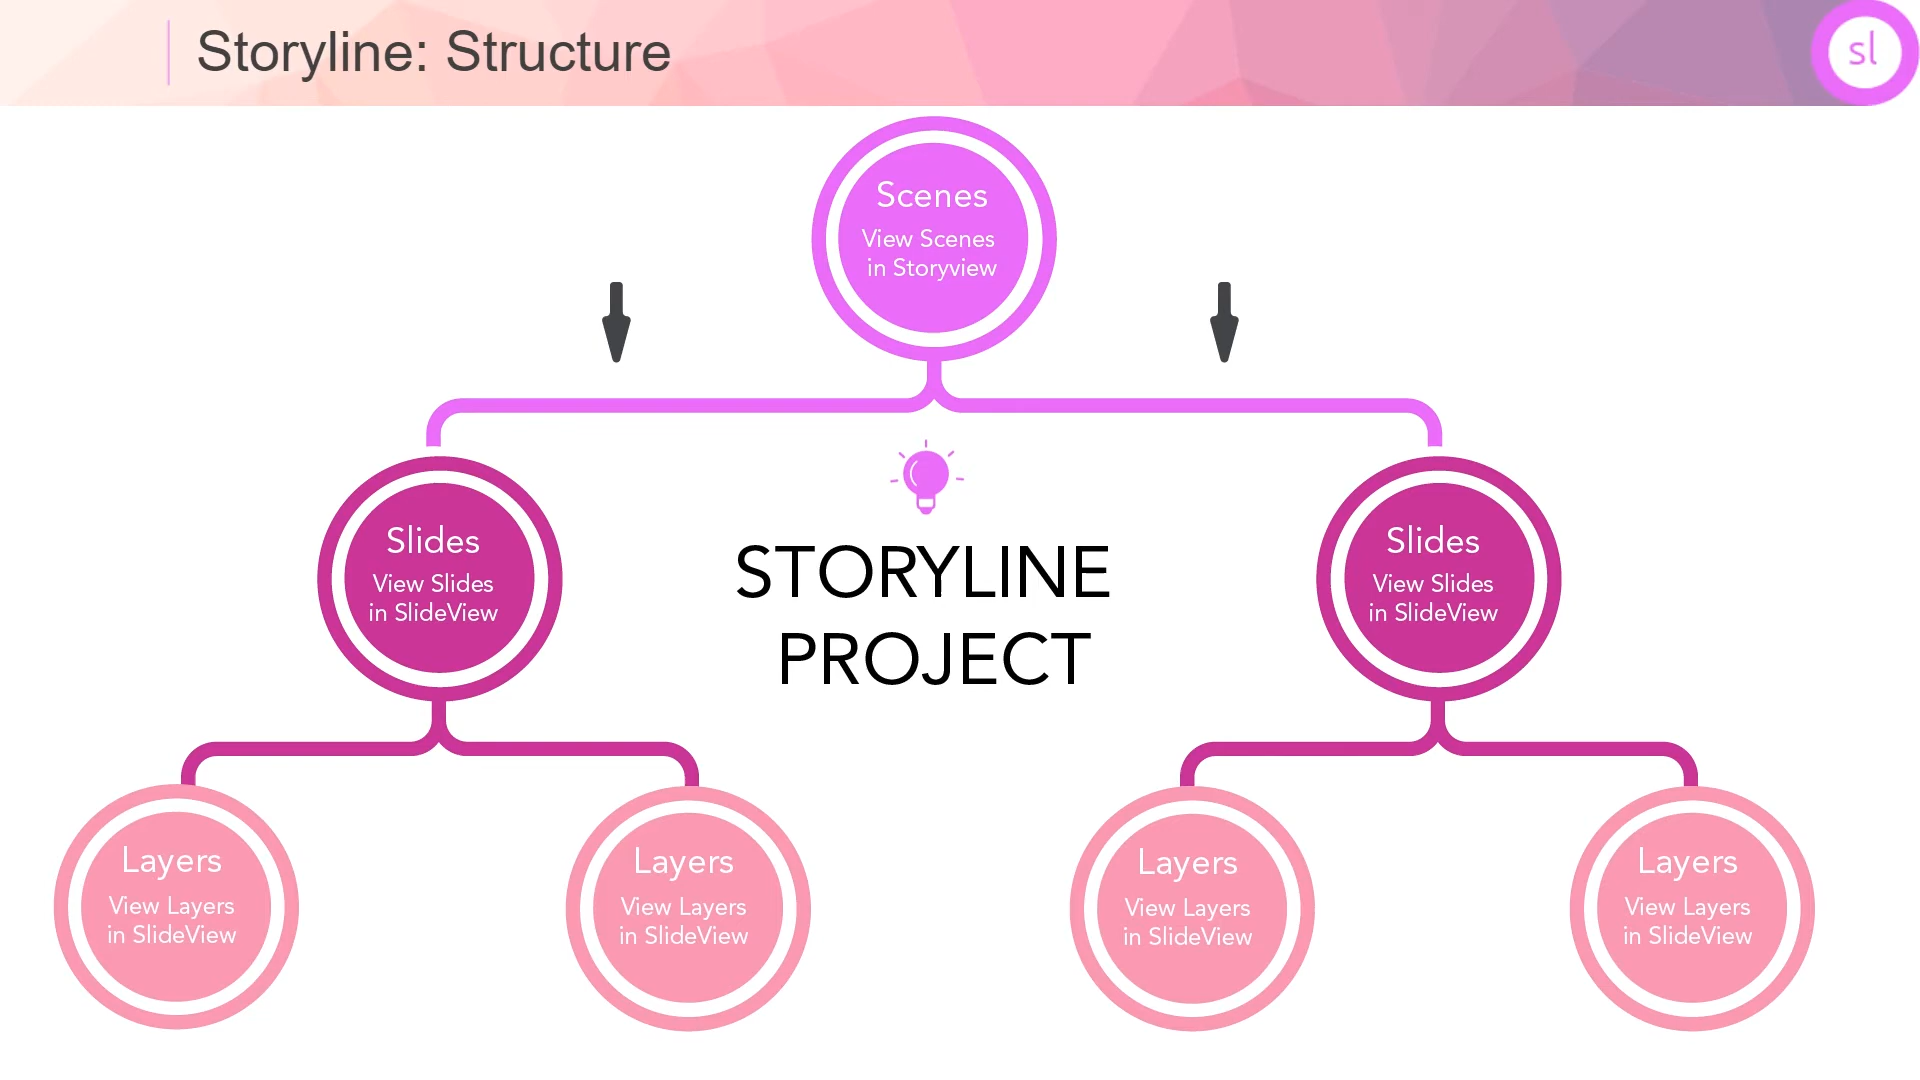 Storyline: Structure
sl
Scenes
View Scenes
in Storyview
Slides
View Slides
in SlideView
STORYLINE
PROJECT
Slides
View Slides
in SlideView
Layers
View Layers
in SlideView
Layers
View Layers
in SlideView
Layers
View Layers
in SlideView
Layers
View Layers
in SlideView